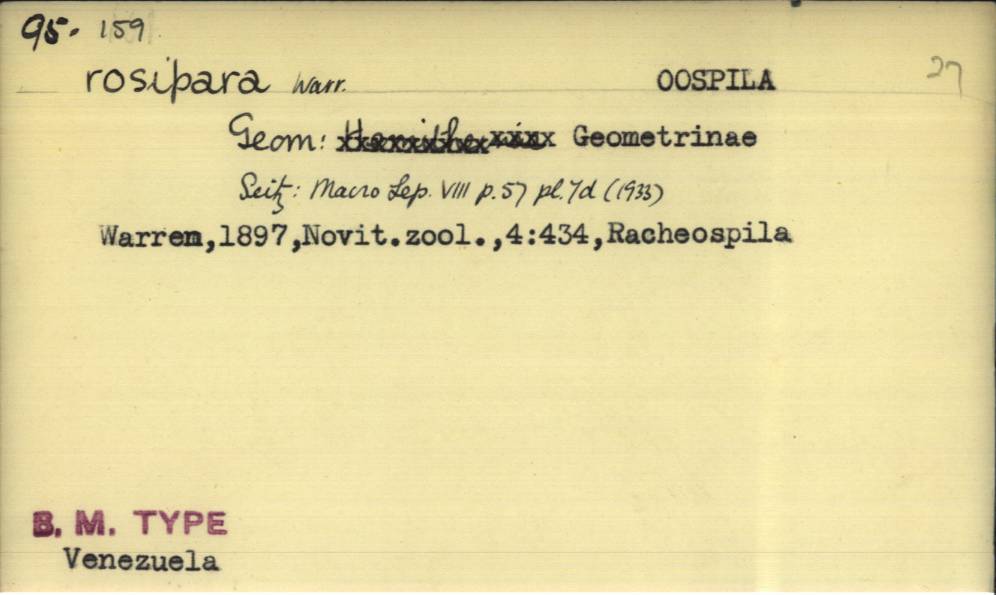 95. 159
rosipara Warr. OOSPILA 27
Geom: Geometrinae
Seitz: Macro Lep. VIII p.57 pl.7d (1933)
Warren,1897,Novit.zool.,4:434,Racheospila
B. M. TYPE
Venezuela